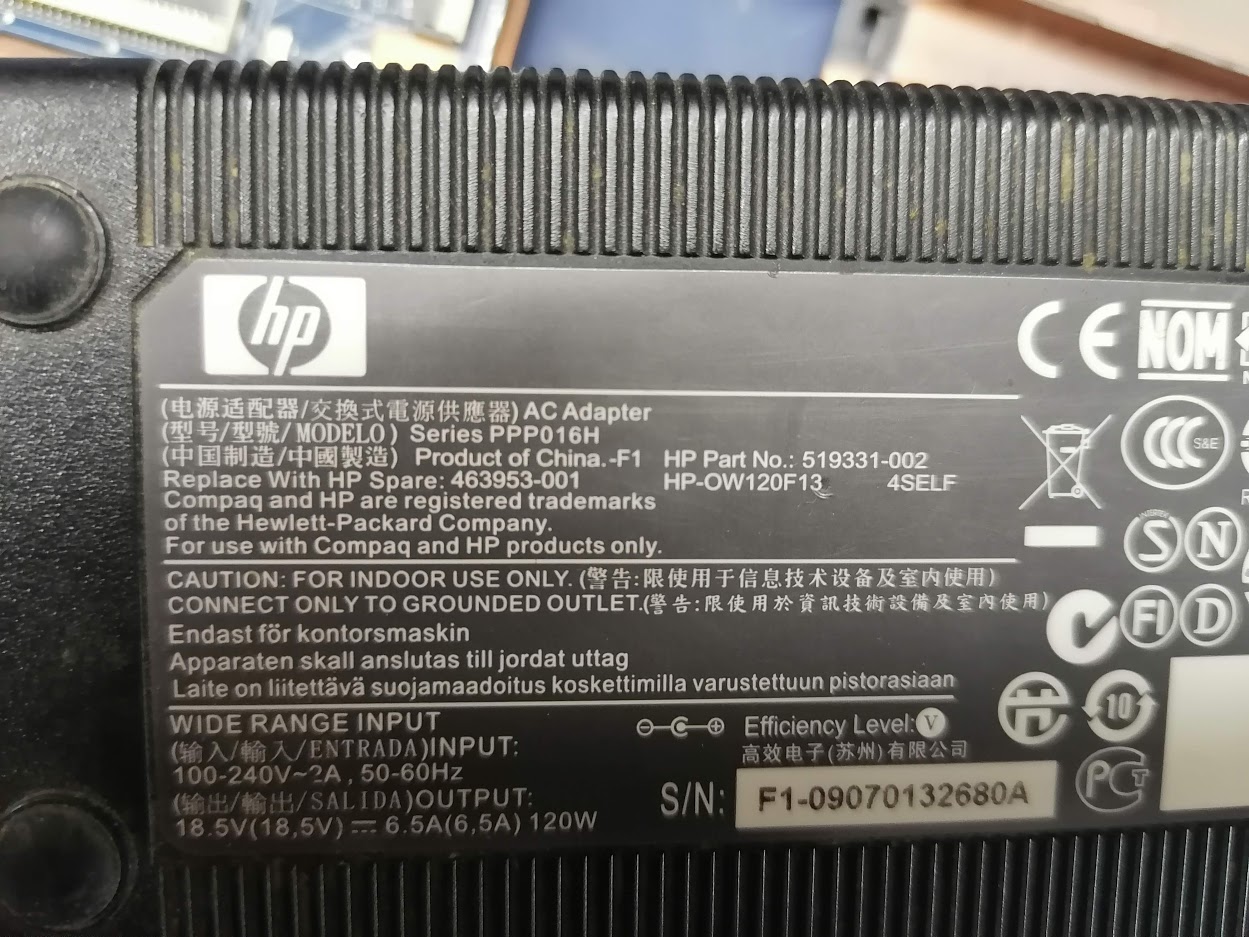 hp
(电源适配器/交換式電源供應器) AC Adapter
(型号/型號/MODELO) Series PPP016H
(中国制造/中國製造) Product of China.-F1 HP Part No.: 519331-002
Replace With HP Spare: 463953-001 HP-OW120F13 4SELF
Compaq and HP are registered trademarks
of the Hewlett-Packard Company.
For use with Compaq and HP products only.
CAUTION: FOR INDOOR USE ONLY. (警告:限使用于信息技术设备及室内使用)
CONNECT ONLY TO GROUNDED OUTLET.(警告:限使用於資訊技術設備及室內使用)
Endast för kontorsmaskin
Apparaten skall anslutas till jordat uttag
Laite on liitettävä suojamaadoitus koskettimilla varustettuun pistorasiaan
WIDE RANGE INPUT
(输入/輸入/ENTRADA)INPUT:
100-240V~2A, 50-60Hz
(输出/輸出/SALIDA)OUTPUT:
18.5V(18,5V) ⎓ 6.5A(6,5A) 120W
Efficiency Level: V
高效电子(苏州)有限公司
S/N: F1-09070132680A
CE NOM
CCC S&E
INTERTEK S N
FI D
10
PCT